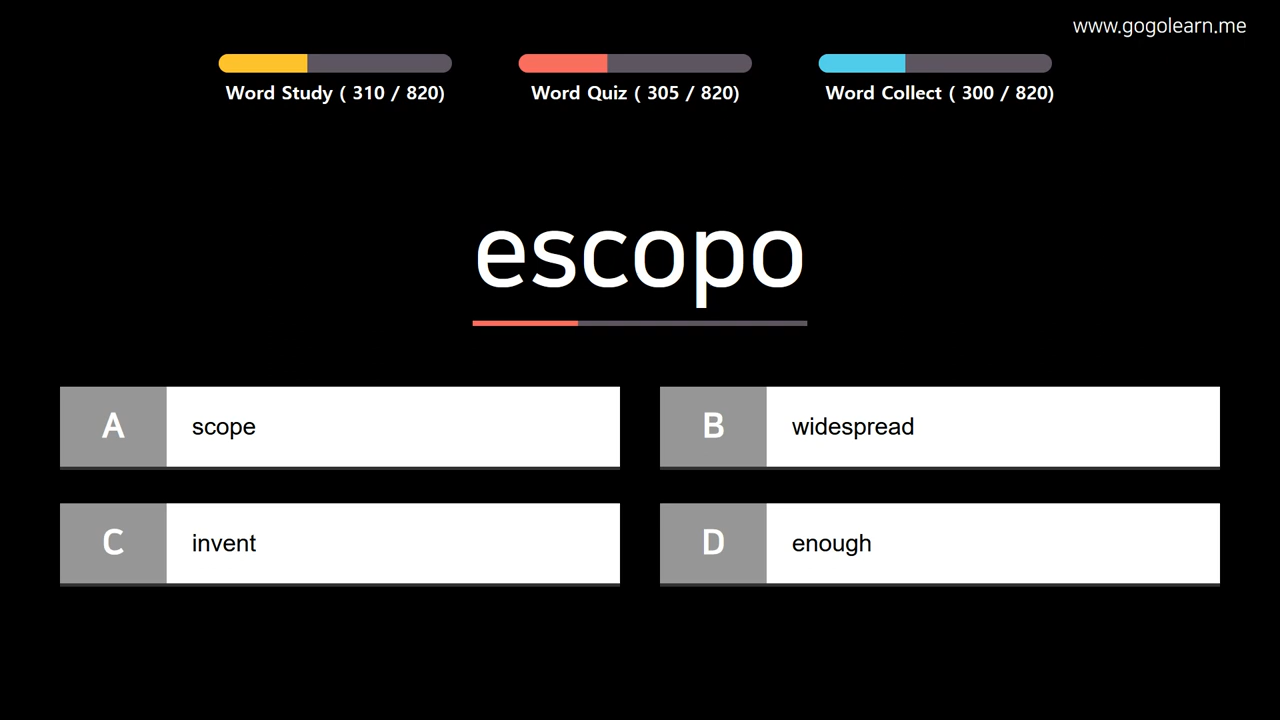 www.gogolearn.me
Word Study ( 310 / 820)
Word Quiz ( 305 / 820)
Word Collect ( 300 / 820)
escopo
A scope
B widespread
C invent
D enough